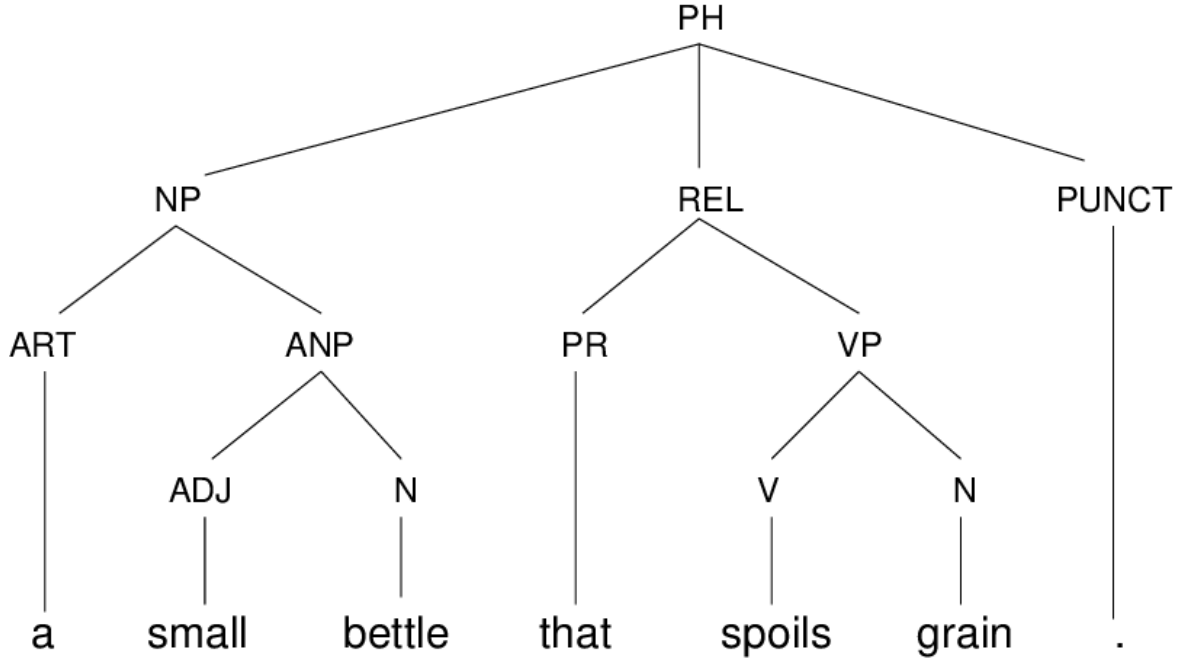 PH
NP REL PUNCT
ART ANP PR VP
ADJ N V N
a small bettle that spoils grain .